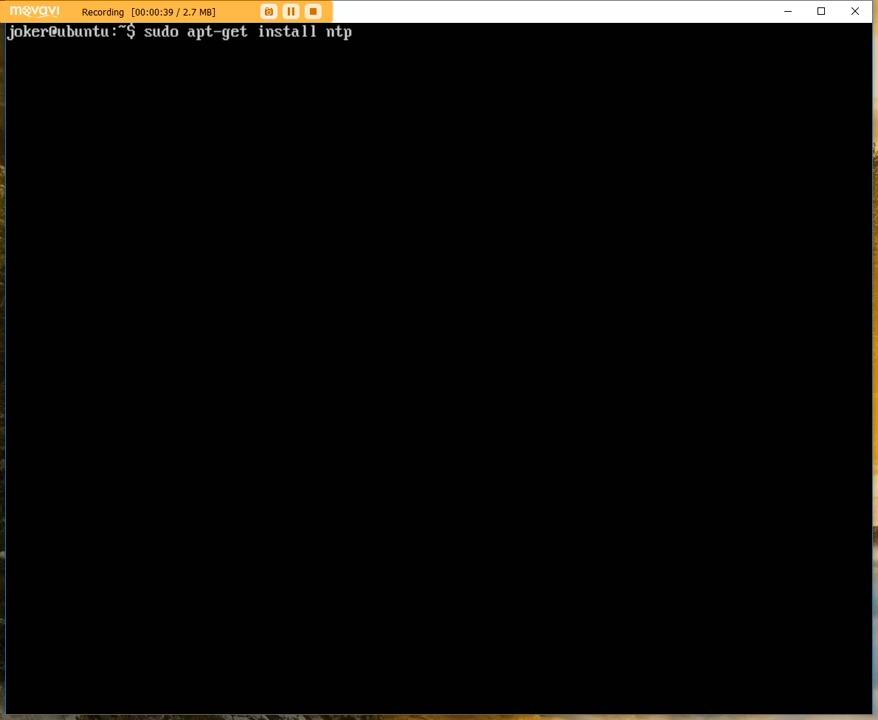 movavi Recording [00:00:39 / 2.7 MB]
joker@ubuntu:~$ sudo apt-get install ntp